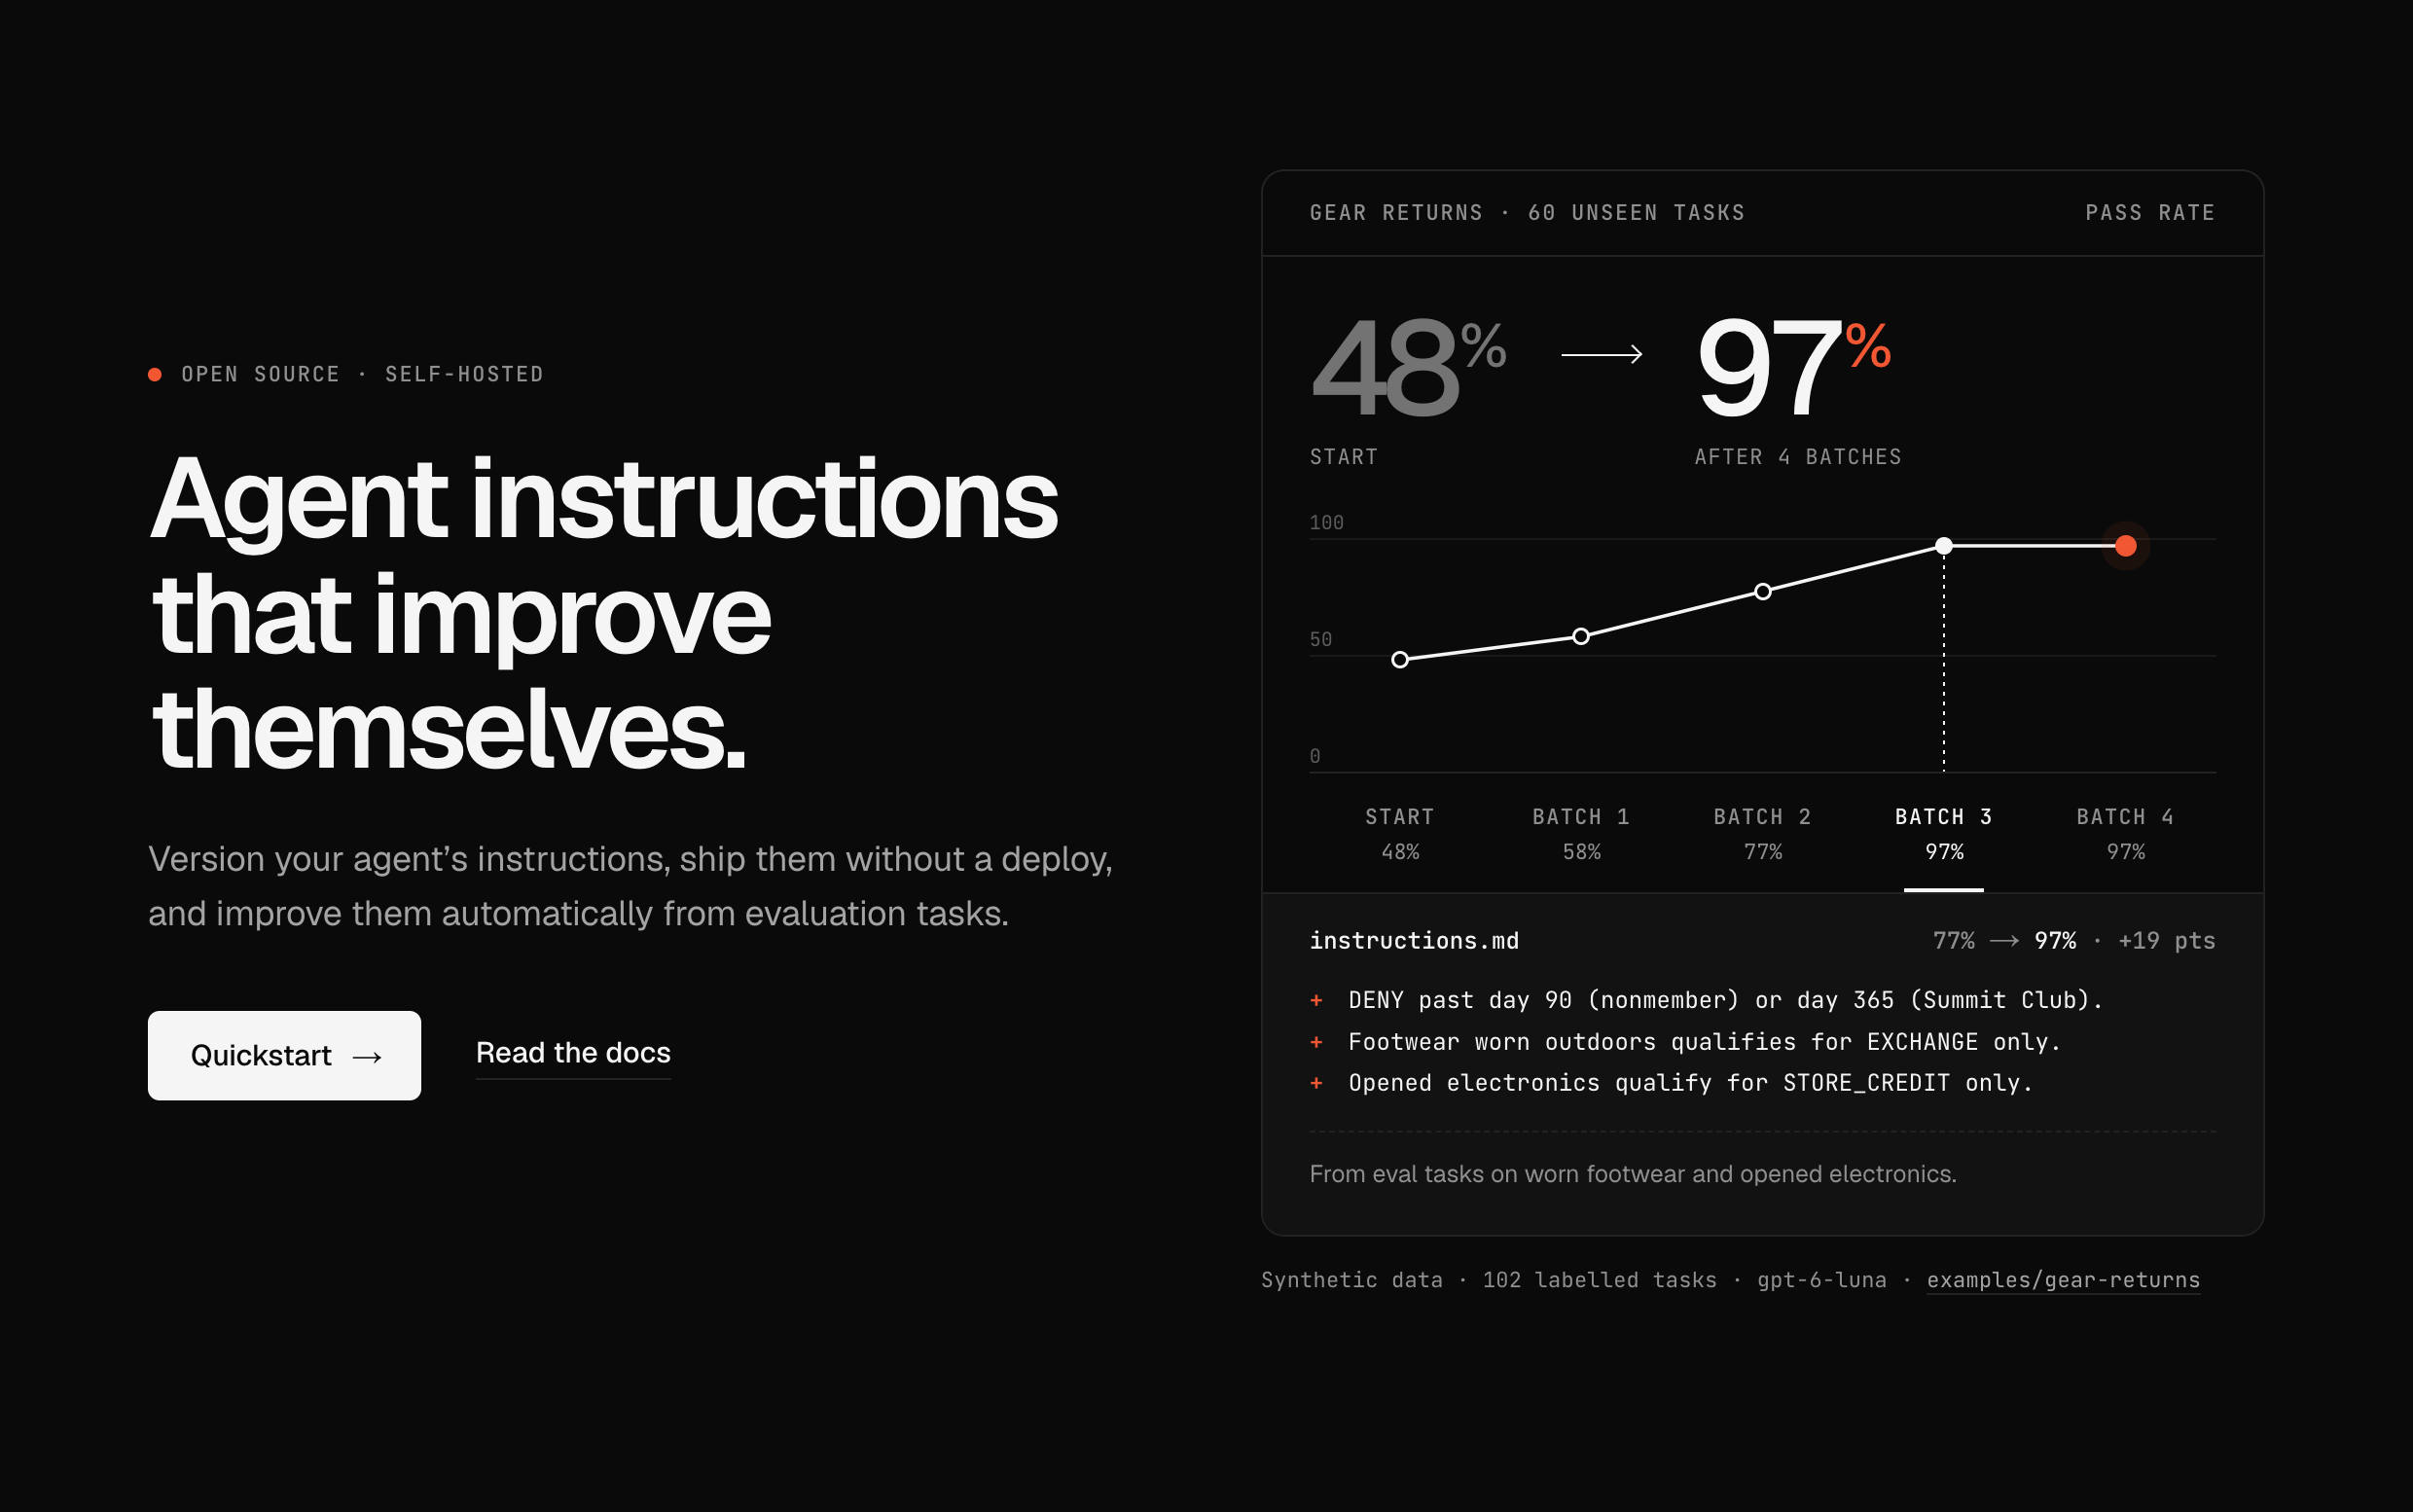 OPEN SOURCE · SELF-HOSTED
Agent instructions
that improve
themselves.
Version your agent’s instructions, ship them without a deploy,
and improve them automatically from evaluation tasks.
Quickstart →
Read the docs
GEAR RETURNS · 60 UNSEEN TASKS
PASS RATE
48% → 97%
START
AFTER 4 BATCHES
100
50
0
START
48%
BATCH 1
58%
BATCH 2
77%
BATCH 3
97%
BATCH 4
97%
instructions.md
77% → 97% · +19 pts
+ DENY past day 90 (nonmember) or day 365 (Summit Club).
+ Footwear worn outdoors qualifies for EXCHANGE only.
+ Opened electronics qualify for STORE_CREDIT only.
From eval tasks on worn footwear and opened electronics.
Synthetic data · 102 labelled tasks · gpt-6-luna · examples/gear-returns